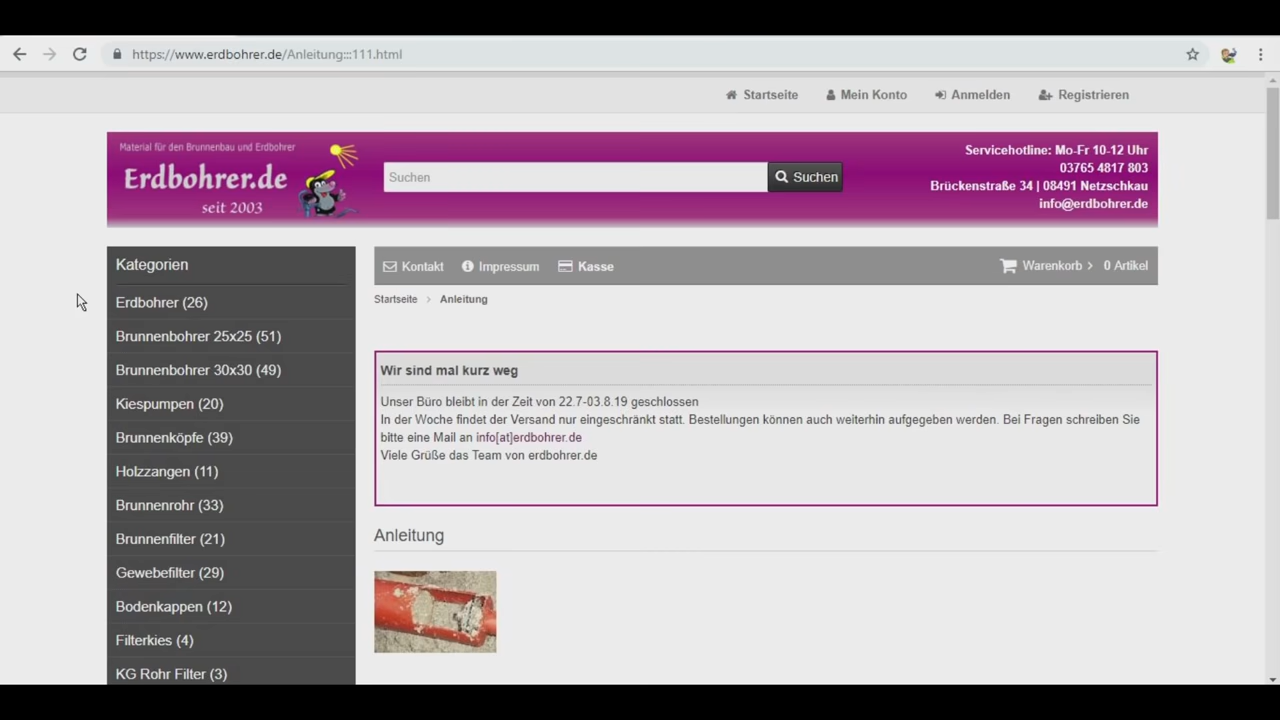 https://www.erdbohrer.de/Anleitung:::111.html
Startseite
Mein Konto
Anmelden
Registrieren
Material für den Brunnenbau und Erdbohrer
Erdbohrer.de
seit 2003
Suchen
Suchen
Servicehotline: Mo-Fr 10-12 Uhr
03765 4817 803
Brückenstraße 34 | 08491 Netzschkau
info@erdbohrer.de
Kategorien
Erdbohrer (26)
Brunnenbohrer 25x25 (51)
Brunnenbohrer 30x30 (49)
Kiespumpen (20)
Brunnenköpfe (39)
Holzzangen (11)
Brunnenrohr (33)
Brunnenfilter (21)
Gewebefilter (29)
Bodenkappen (12)
Filterkies (4)
KG Rohr Filter (3)
Kontakt
Impressum
Kasse
Warenkorb
0 Artikel
Startseite > Anleitung
Wir sind mal kurz weg
Unser Büro bleibt in der Zeit von 22.7-03.8.19 geschlossen
In der Woche findet der Versand nur eingeschränkt statt. Bestellungen können auch weiterhin aufgegeben werden. Bei Fragen schreiben Sie
bitte eine Mail an info[at]erdbohrer.de
Viele Grüße das Team von erdbohrer.de
Anleitung